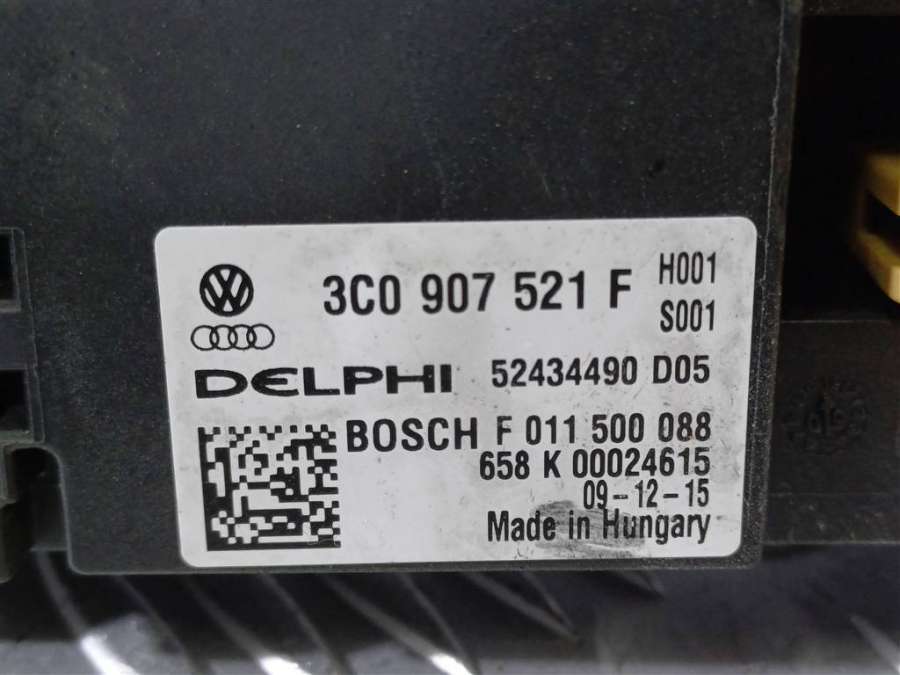 3C0 907 521 F H001
S001
DELPHI 52434490 D05
BOSCH F 011 500 088
658 K 00024615
09-12-15
Made in Hungary